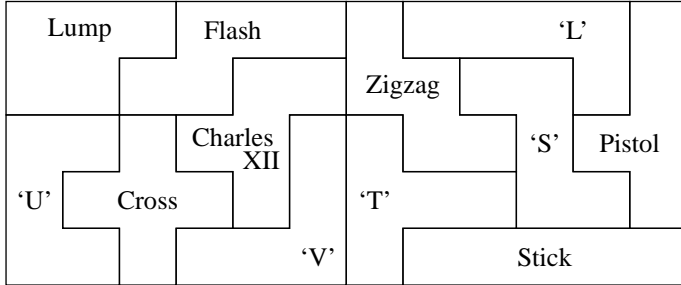 Lump
Flash
‘L’
Zigzag
Charles
XII
‘S’
Pistol
‘U’
Cross
‘T’
‘V’
Stick